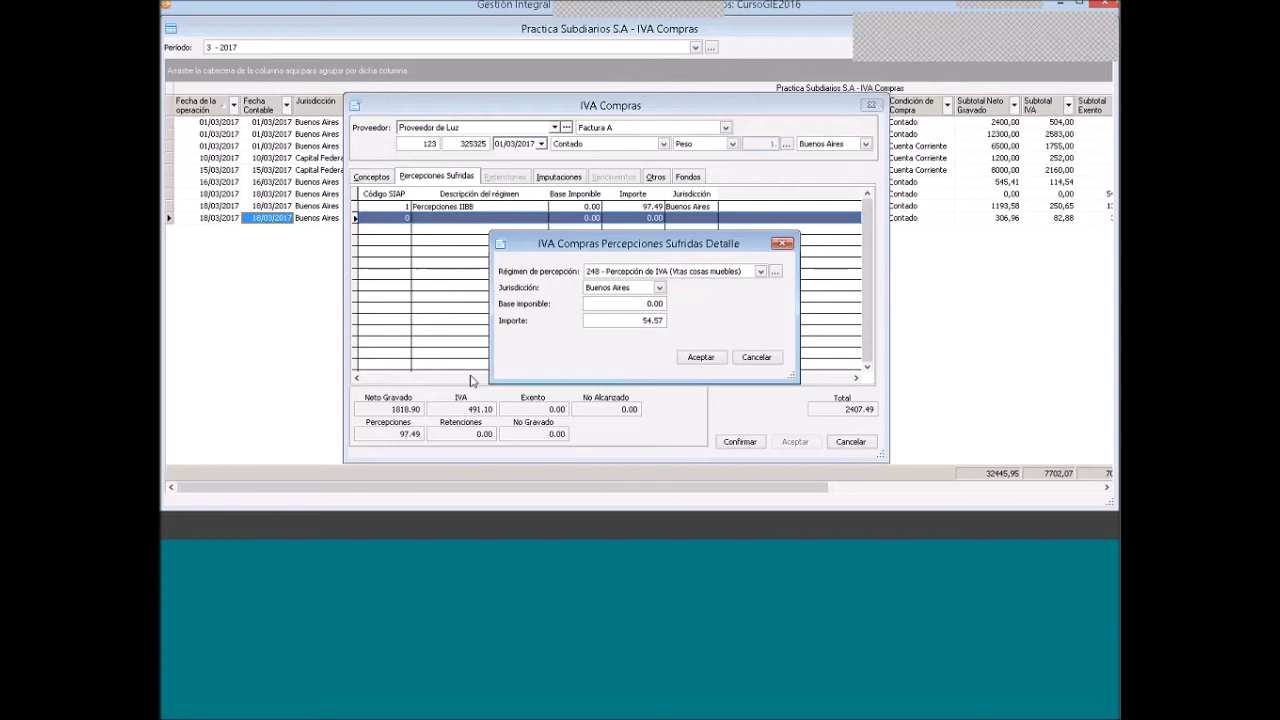 Gestión Integral os: CursoGIE2016
Practica Subdiarios S.A - IVA Compras
Período: 3 - 2017 ...
Arrastre la cabecera de la columna aqui para agrupar por dicha columna
Practica Subdiarios S.A - IVA Compras
Fecha de la operación Fecha Contable Jurisdicción Condición de Compra Subtotal Neto Gravado Subtotal IVA Subtotal Exento
01/03/2017 01/03/2017 Buenos Aires Contado 2400,00 504,00
01/03/2017 01/03/2017 Buenos Aires Contado 12300,00 2583,00
01/03/2017 01/03/2017 Buenos Aires Cuenta Corriente 6500,00 1755,00
10/03/2017 10/03/2017 Capital Federa Cuenta Corriente 1200,00 252,00
15/03/2017 15/03/2017 Capital Federa Cuenta Corriente 8000,00 2160,00
16/03/2017 16/03/2017 Buenos Aires Contado 545,41 114,54
18/03/2017 18/03/2017 Buenos Aires Contado 0,00 0,00
18/03/2017 18/03/2017 Buenos Aires Contado 1193,58 250,65
18/03/2017 18/03/2017 Buenos Aires Contado 306,96 82,88
32445,95 7702,07
IVA Compras
Proveedor: Proveedor de Luz ... Factura A
123 325325 01/03/2017 Contado Peso 1. ... Buenos Aires
Conceptos Percepciones Sufridas Retenciones Imputaciones Vencimientos Otros Fondos
Código SIAP Descripción del régimen Base Imponible Importe Jurisdicción
1 Percepciones IIBB 0.00 97.49 Buenos Aires
0 0.00 0.00
IVA Compras Percepciones Sufridas Detalle
Régimen de percepción: 248 - Percepción de IVA (Vtas cosas muebles) ...
Jurisdicción: Buenos Aires
Base imponible: 0.00
Importe: 54.57
Aceptar Cancelar
Neto Gravado IVA Exento No Alcanzado Total
1818.90 491.10 0.00 0.00 2407.49
Percepciones Retenciones No Gravado
97.49 0.00 0.00
Confirmar Aceptar Cancelar